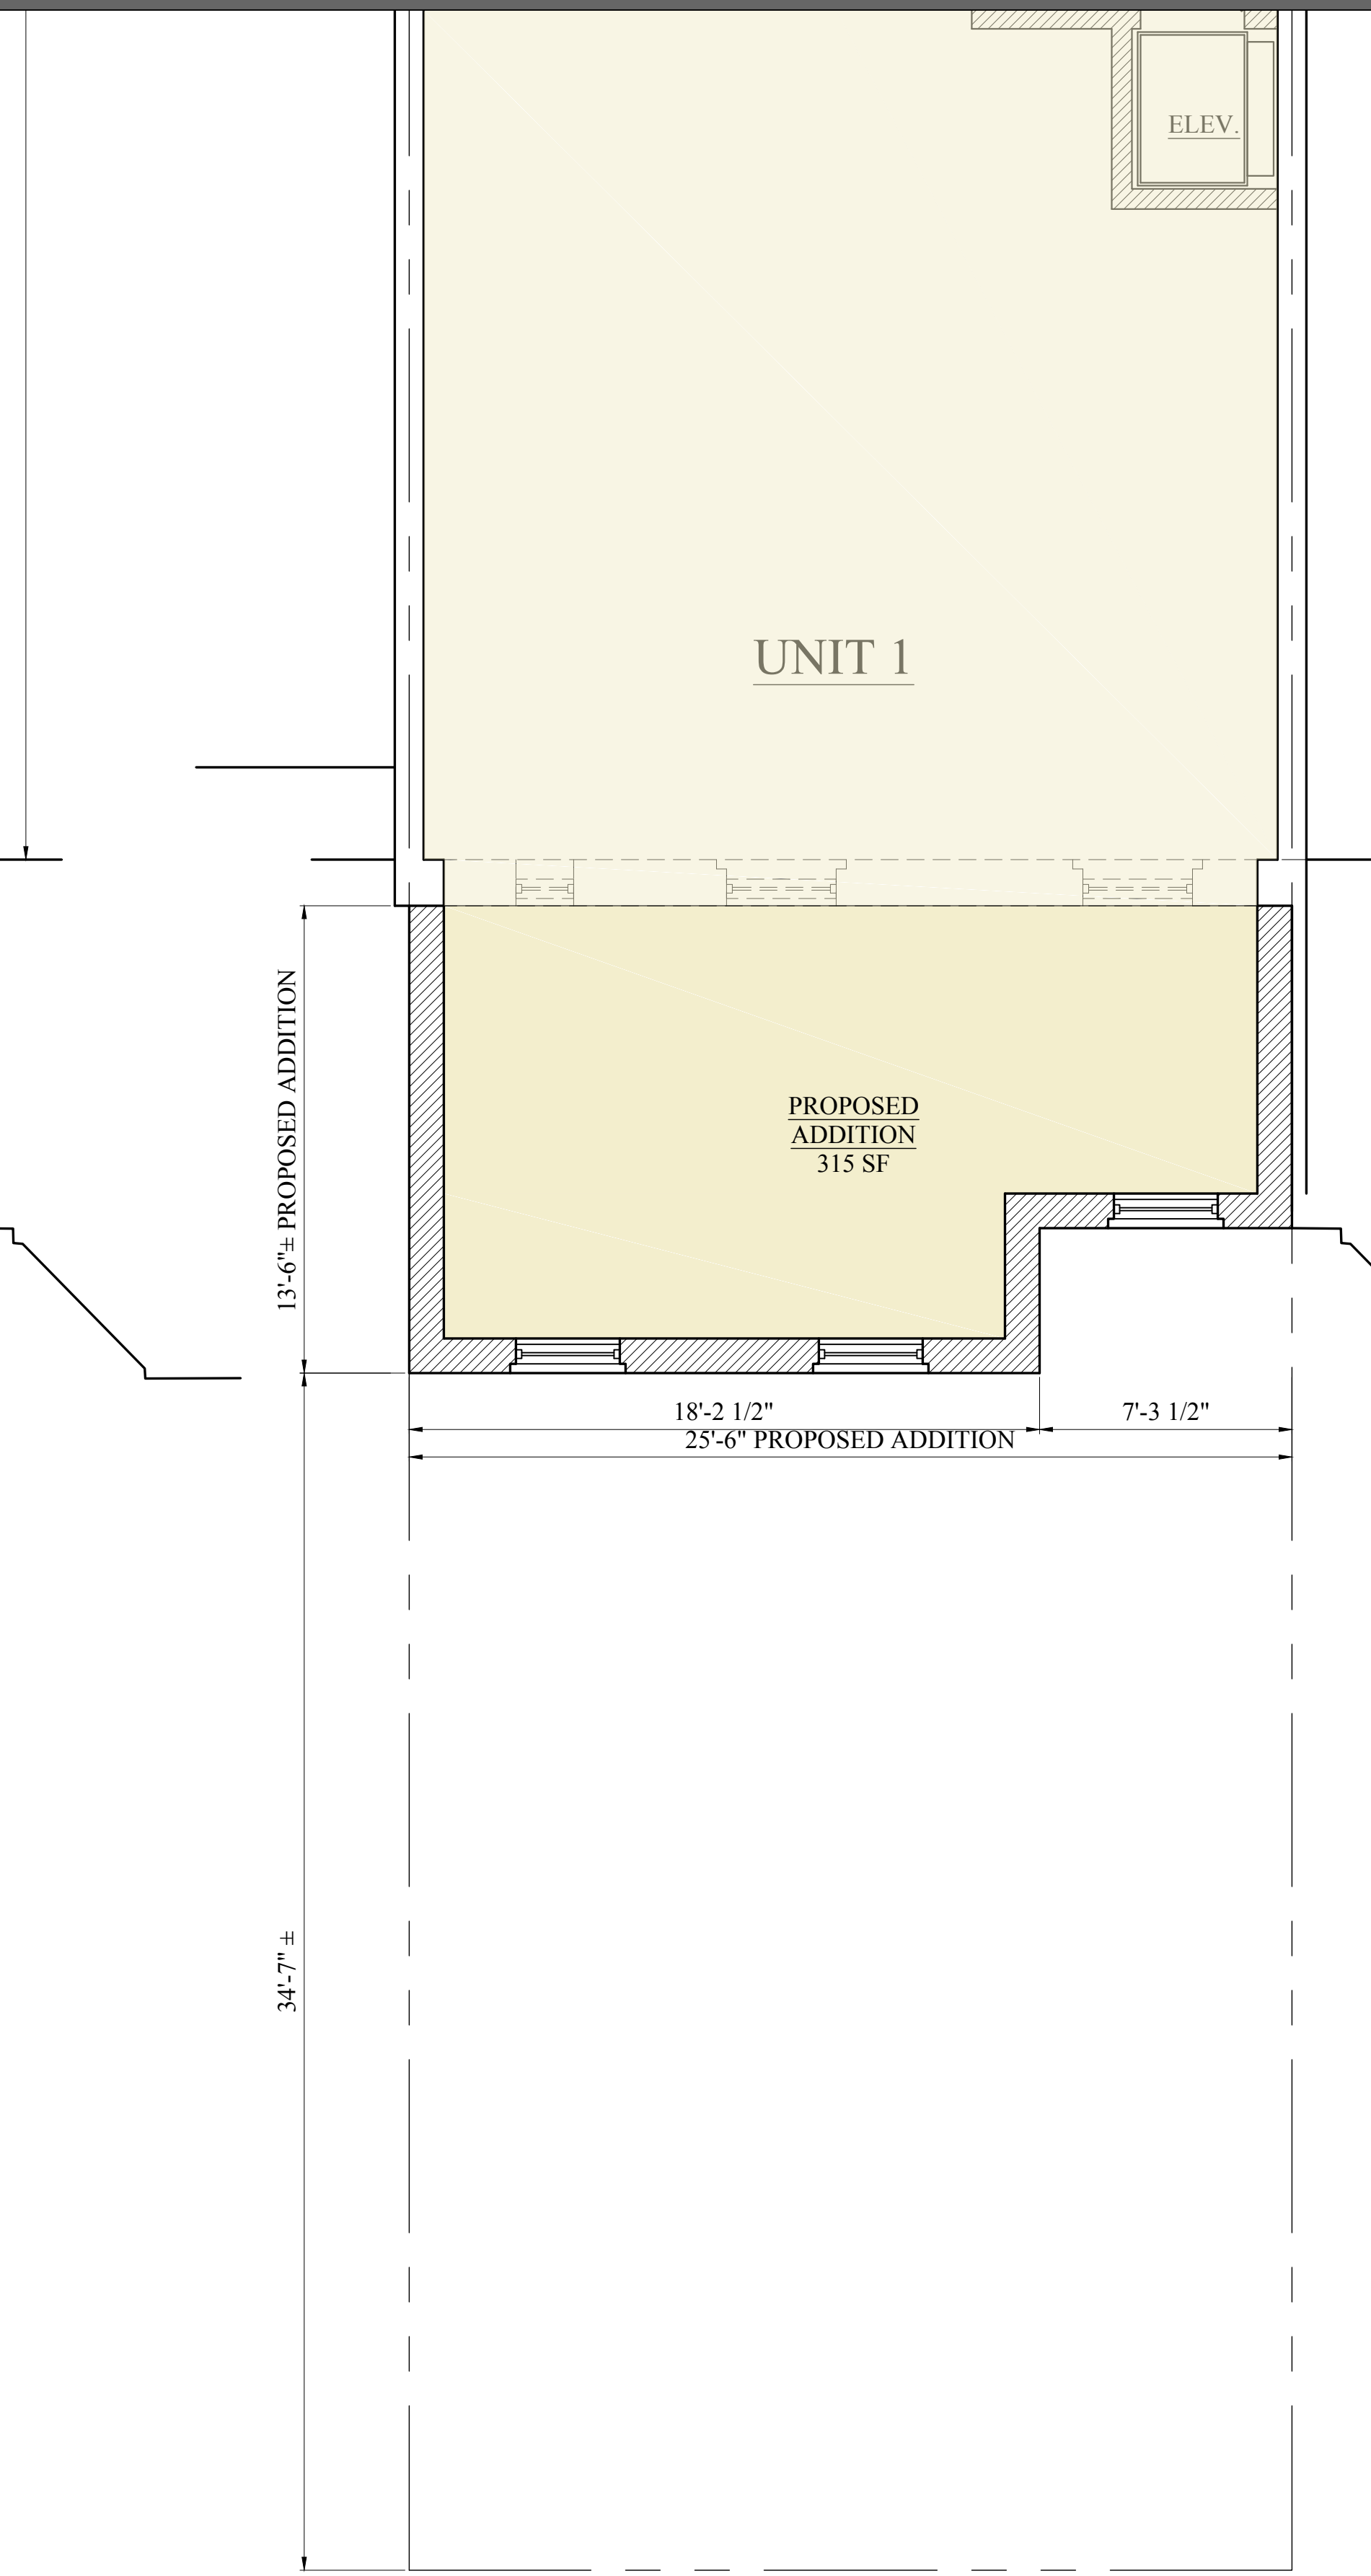 ELEV.
UNIT 1
13'-6"± PROPOSED ADDITION
PROPOSED
ADDITION
315 SF
18'-2 1/2"
7'-3 1/2"
25'-6" PROPOSED ADDITION
34'-7" ±